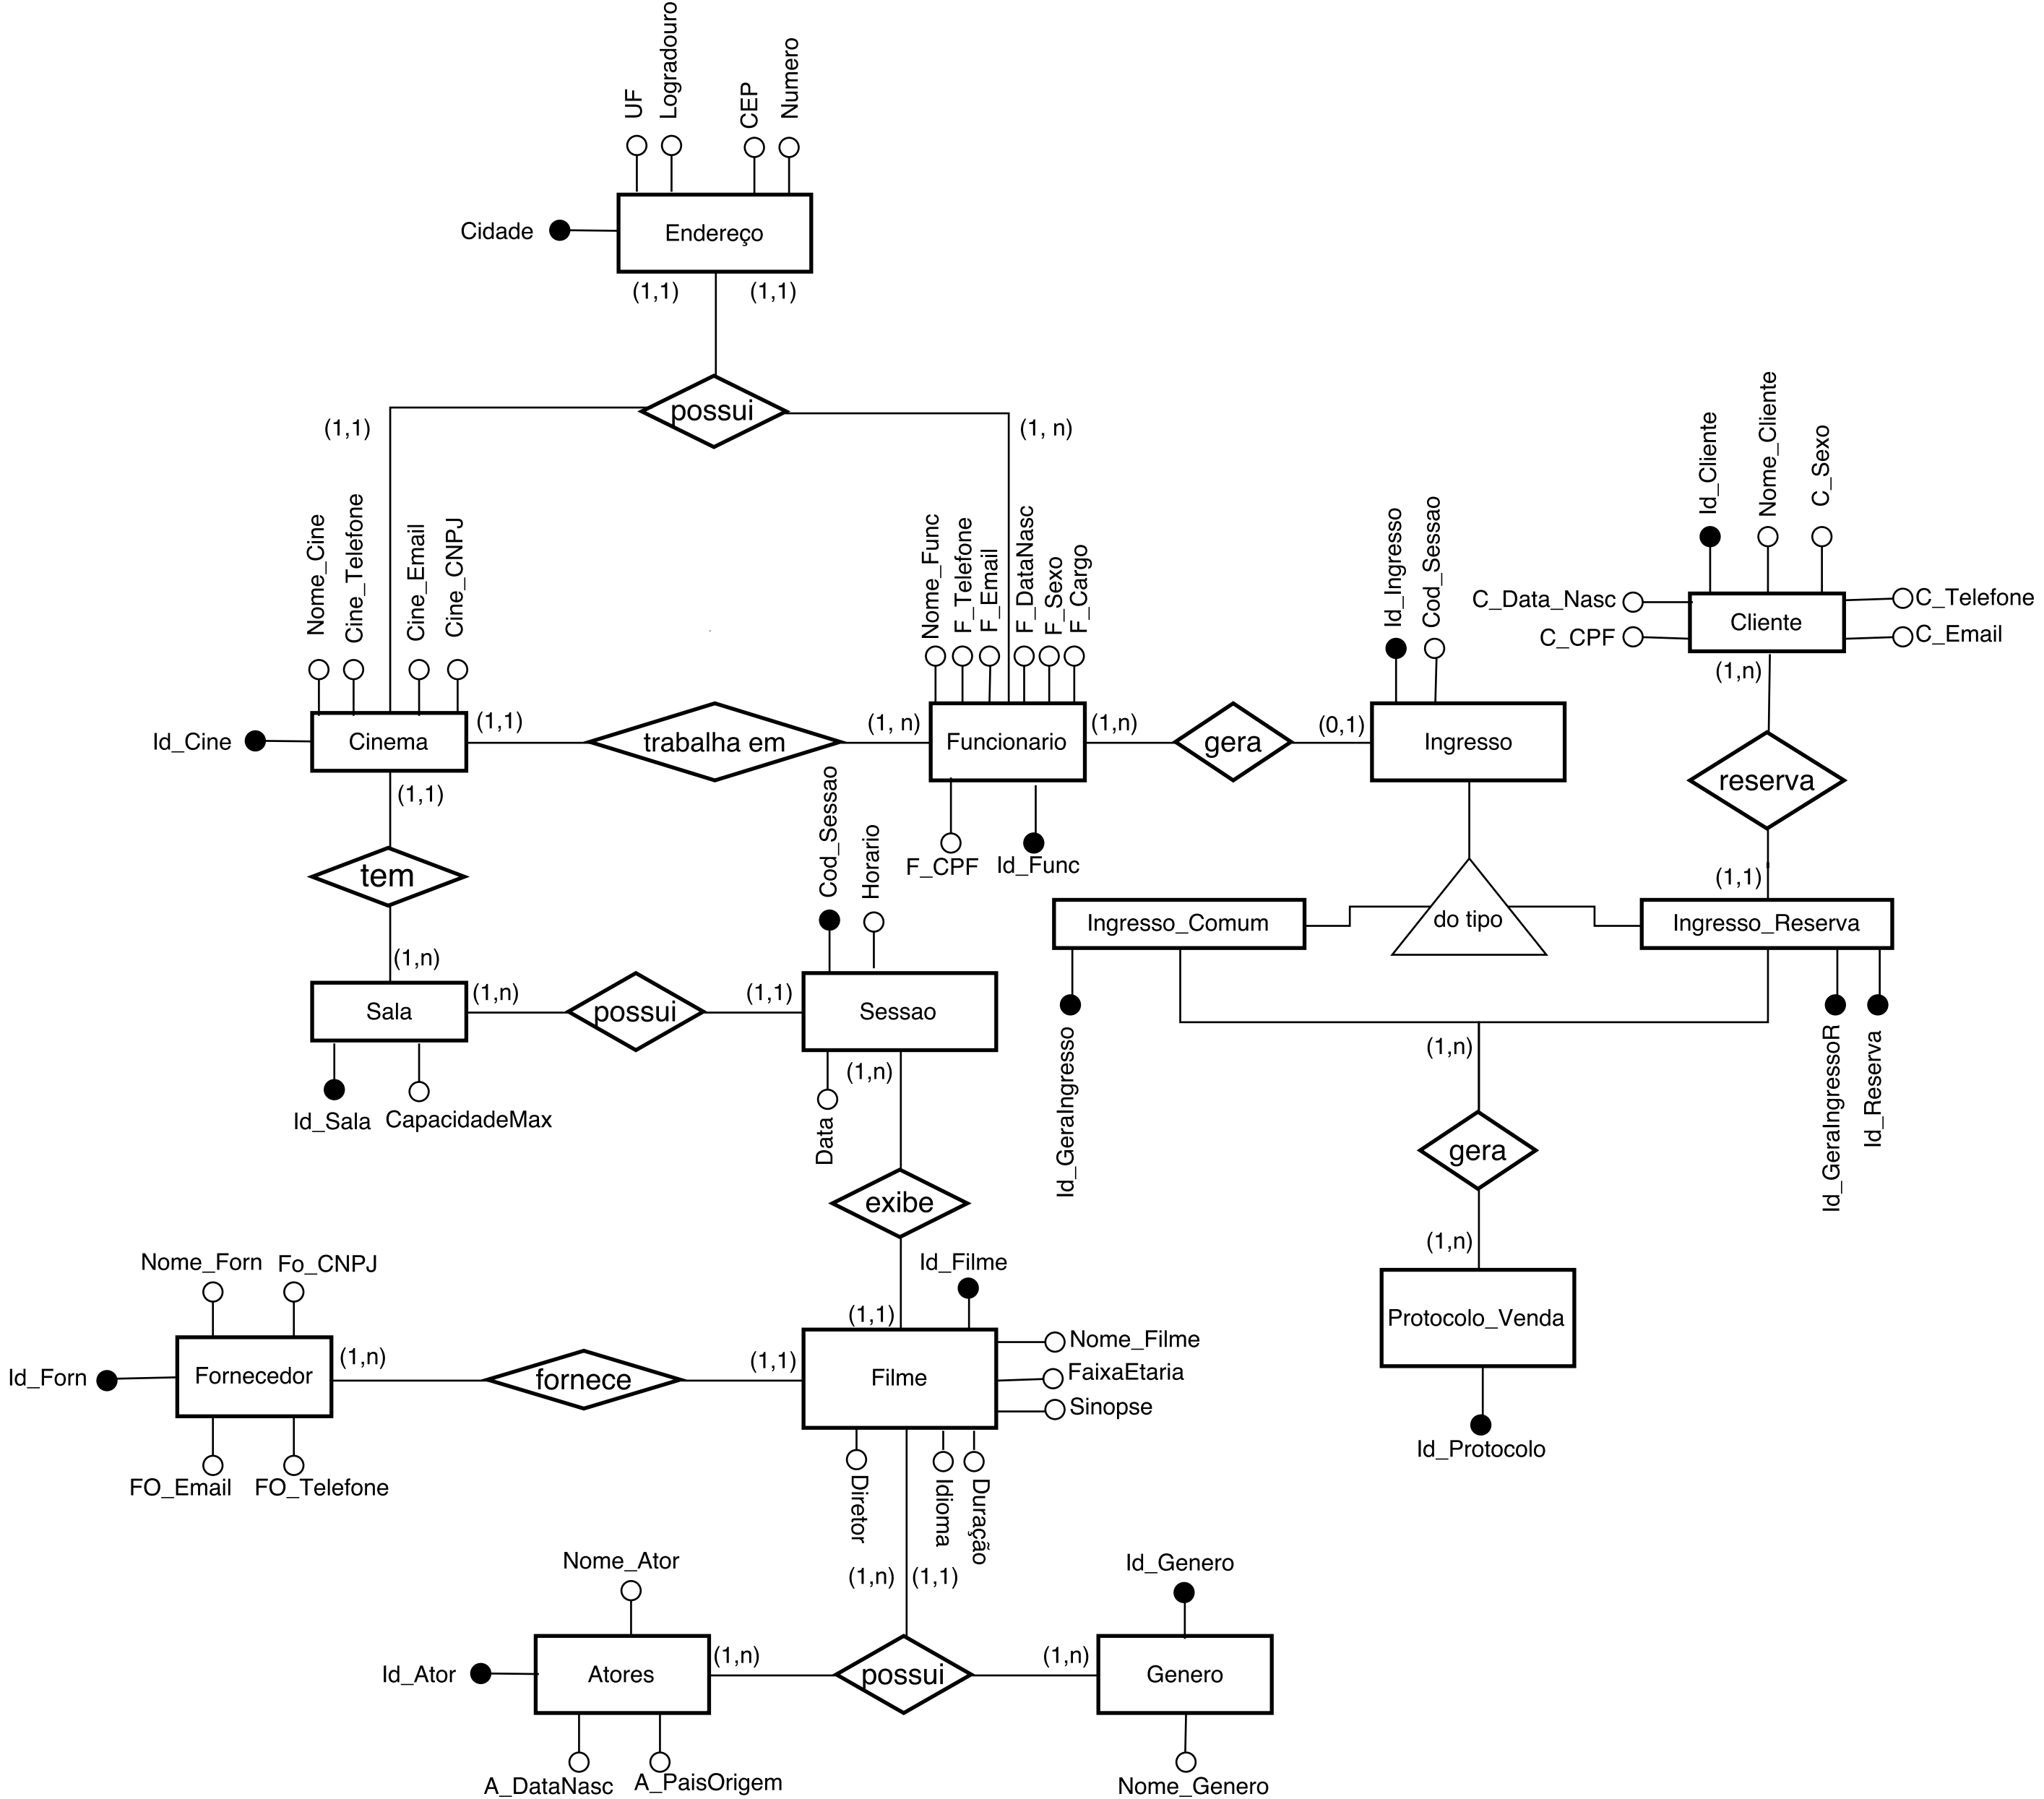 UF
Logradouro
CEP
Numero
Cidade
Endereço
(1,1)
(1,1)
possui
(1,1)
(1, n)
Nome_Cine
Cine_Telefone
Cine_Email
Cine_CNPJ
Nome_Func
F_Telefone
F_Email
F_DataNasc
F_Sexo
F_Cargo
Id_Ingresso
Cod_Sessao
Id_Cliente
Nome_Cliente
C_Sexo
C_Data_Nasc
C_CPF
Cliente
C_Telefone
C_Email
(1,n)
Id_Cine
Cinema
(1,1)
trabalha em
(1, n)
Funcionario
(1,n)
gera
(0,1)
Ingresso
reserva
(1,1)
tem
(1,n)
Cod_Sessao
Horario
F_CPF
Id_Func
(1,1)
Ingresso_Comum
do tipo
Ingresso_Reserva
Sala
(1,n)
possui
(1,1)
Sessao
Id_Sala
CapacidadeMax
Data
(1,n)
Id_GeraIngresso
(1,n)
Id_GeraIngressoR
Id_Reserva
gera
exibe
(1,n)
Nome_Forn
Fo_CNPJ
Id_Filme
(1,1)
Protocolo_Venda
Id_Forn
Fornecedor
(1,n)
fornece
(1,1)
Filme
Nome_Filme
FaixaEtaria
Sinopse
Id_Protocolo
FO_Email
FO_Telefone
Diretor
Idioma
Duração
(1,n)
(1,1)
Nome_Ator
Id_Genero
Id_Ator
Atores
(1,n)
possui
(1,n)
Genero
A_DataNasc
A_PaisOrigem
Nome_Genero